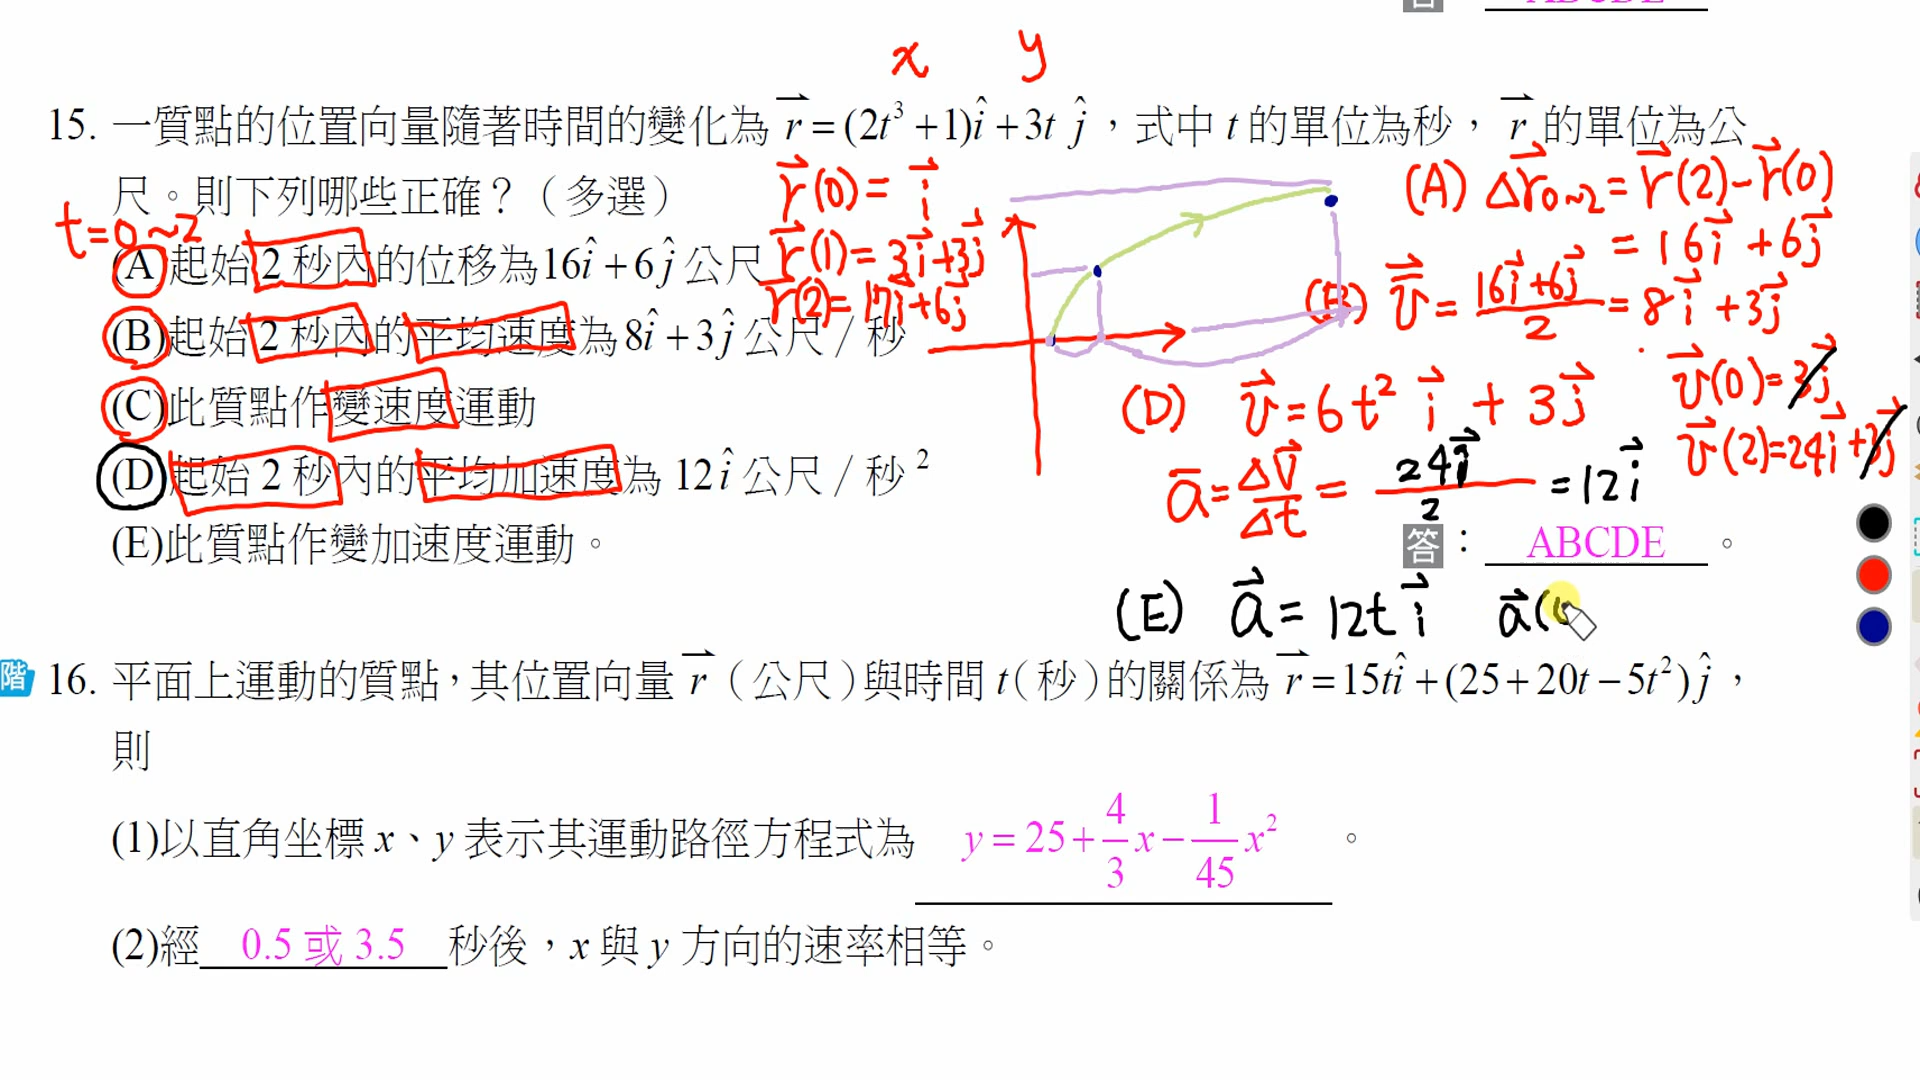 答 ABCDE
x y
15. 一質點的位置向量隨著時間的變化為 r⃗ = (2t³ + 1)î + 3t ĵ，式中 t 的單位為秒， r⃗ 的單位為公
尺。則下列哪些正確？（多選）
t=0~2
(A)起始 2 秒內的位移為16î + 6ĵ 公尺
(B)起始 2 秒內的平均速度為8î + 3ĵ 公尺 / 秒
(C)此質點作變速度運動
(D)起始 2 秒內的平均加速度為 12î 公尺 / 秒²
(E)此質點作變加速度運動。
答： ABCDE 。
r⃗(0) = i⃗
r⃗(1) = 3i⃗+3j⃗
r⃗(2) = 17i⃗+6j⃗
(A) Δr⃗0~2 = r⃗(2)-r⃗(0)
= 16i⃗ + 6j⃗
(B) v̄⃗ = (16i⃗+6j⃗)/2 = 8i⃗ + 3j⃗
(D) v⃗ = 6t² i⃗ + 3j⃗
v⃗(0)=3j⃗
v⃗(2)=24i⃗+3j⃗
a⃗ = Δv⃗/Δt = 24i⃗/2 = 12i⃗
(E) a⃗ = 12t i⃗ a⃗(
階 16. 平面上運動的質點，其位置向量 r⃗（公尺）與時間 t（秒）的關係為 r⃗ = 15tî + (25 + 20t − 5t²) ĵ，
則
(1)以直角坐標 x、y 表示其運動路徑方程式為 y = 25 + 4/3 x − 1/45 x² 。
(2)經 0.5 或 3.5 秒後，x 與 y 方向的速率相等。